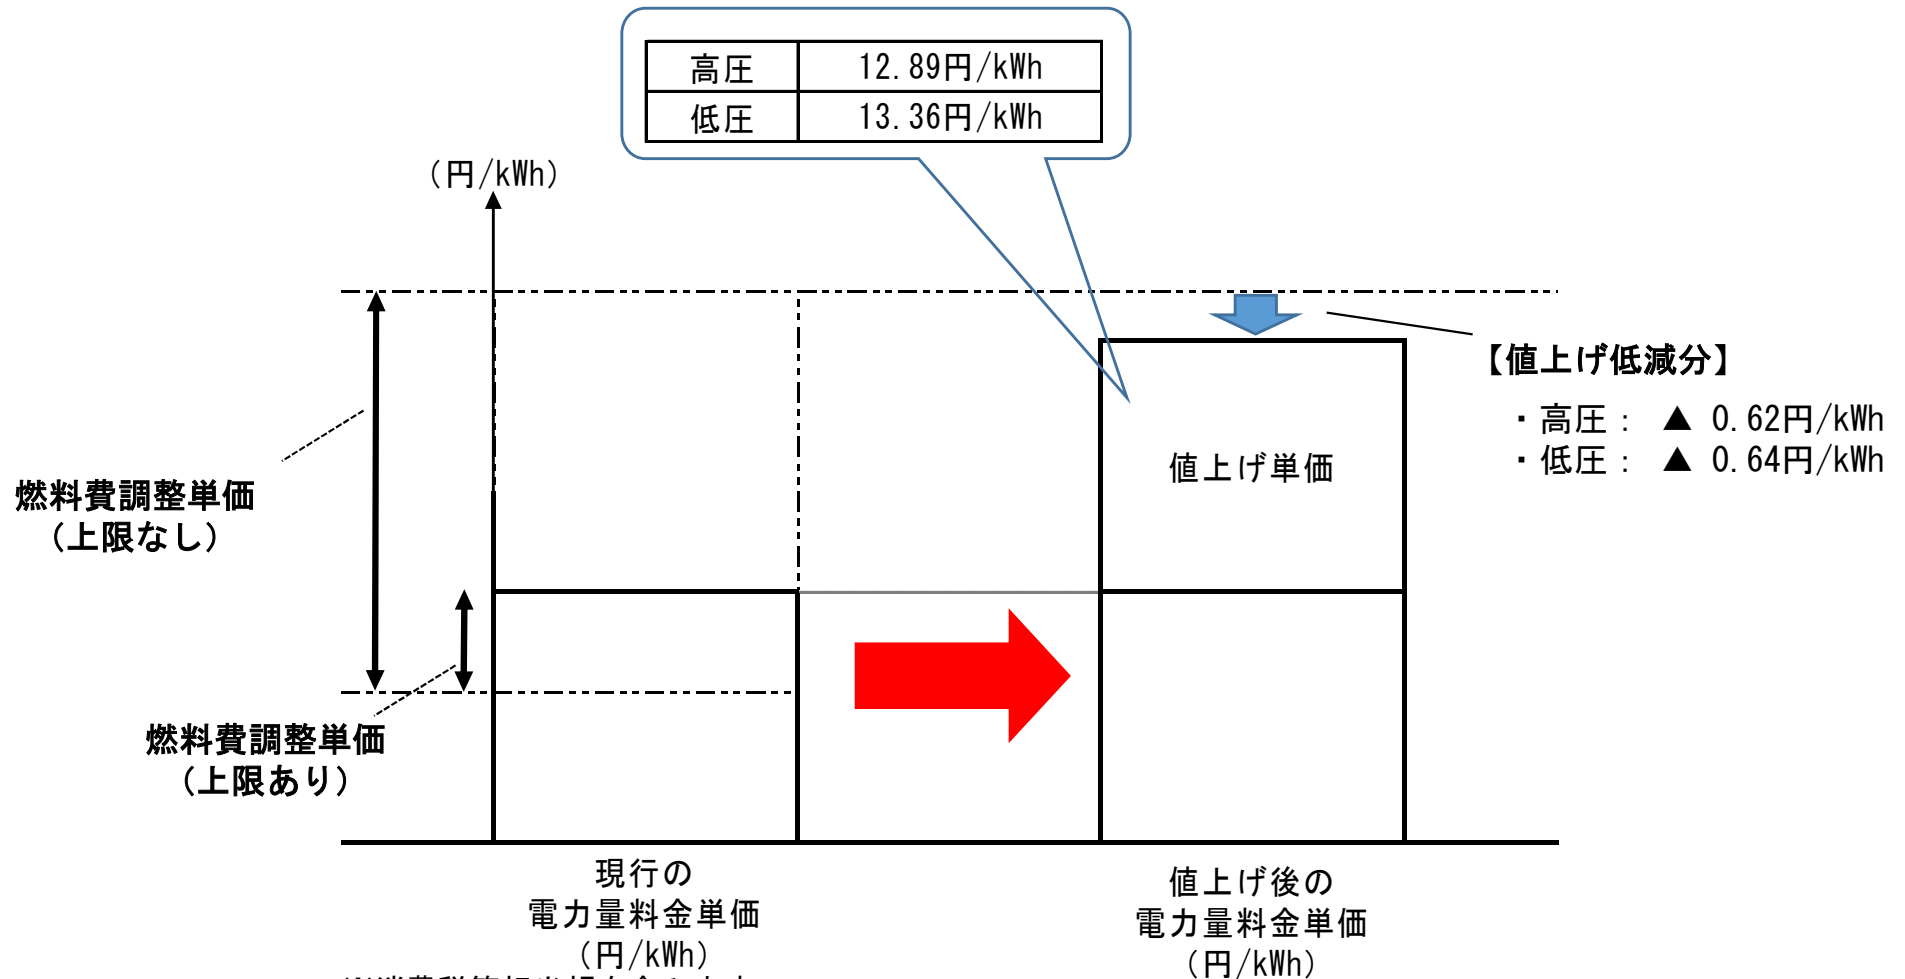 高圧 12.89円/kWh
低圧 13.36円/kWh
(円/kWh)
【値上げ低減分】
・高圧： ▲ 0.62円/kWh
・低圧： ▲ 0.64円/kWh
値上げ単価
燃料費調整単価
(上限なし)
燃料費調整単価
(上限あり)
現行の
電力量料金単価
(円/kWh)
値上げ後の
電力量料金単価
(円/kWh)